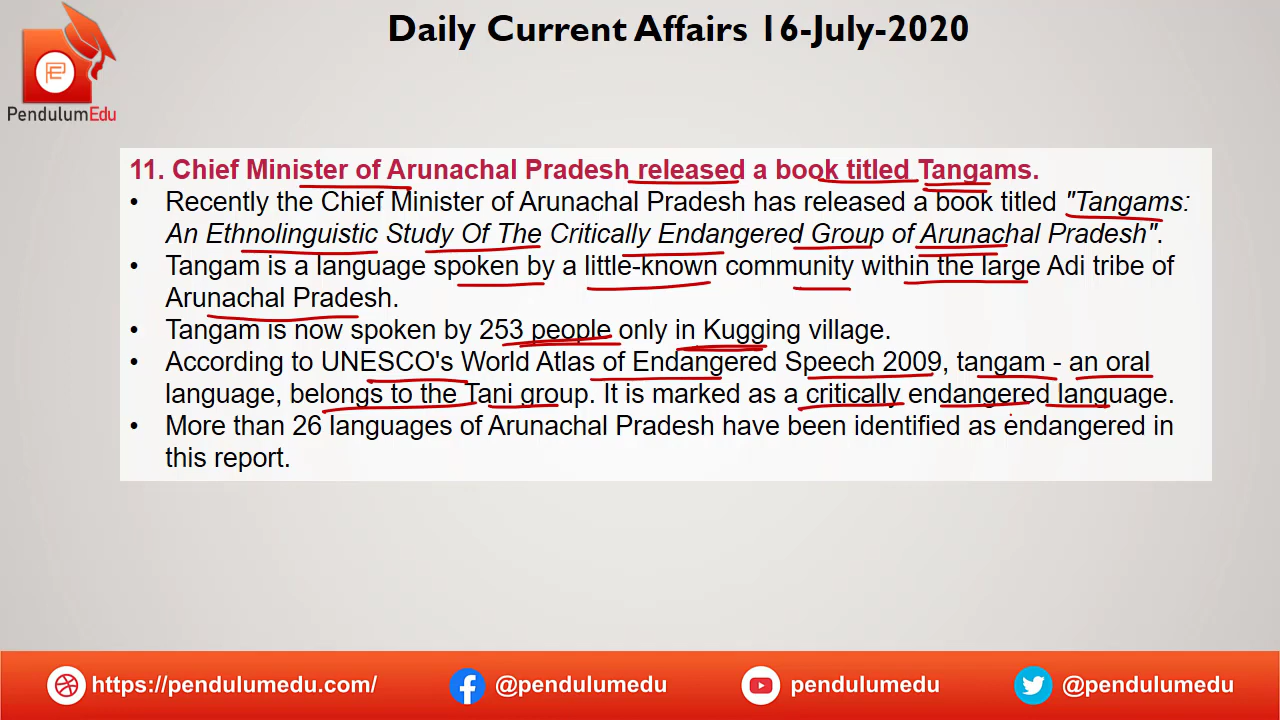 Daily Current Affairs 16-July-2020
PendulumEdu
11. Chief Minister of Arunachal Pradesh released a book titled Tangams.
• Recently the Chief Minister of Arunachal Pradesh has released a book titled "Tangams:
An Ethnolinguistic Study Of The Critically Endangered Group of Arunachal Pradesh".
• Tangam is a language spoken by a little-known community within the large Adi tribe of
Arunachal Pradesh.
• Tangam is now spoken by 253 people only in Kugging village.
• According to UNESCO's World Atlas of Endangered Speech 2009, tangam - an oral
language, belongs to the Tani group. It is marked as a critically endangered language.
• More than 26 languages of Arunachal Pradesh have been identified as endangered in
this report.
https://pendulumedu.com/ @pendulumedu pendulumedu @pendulumedu